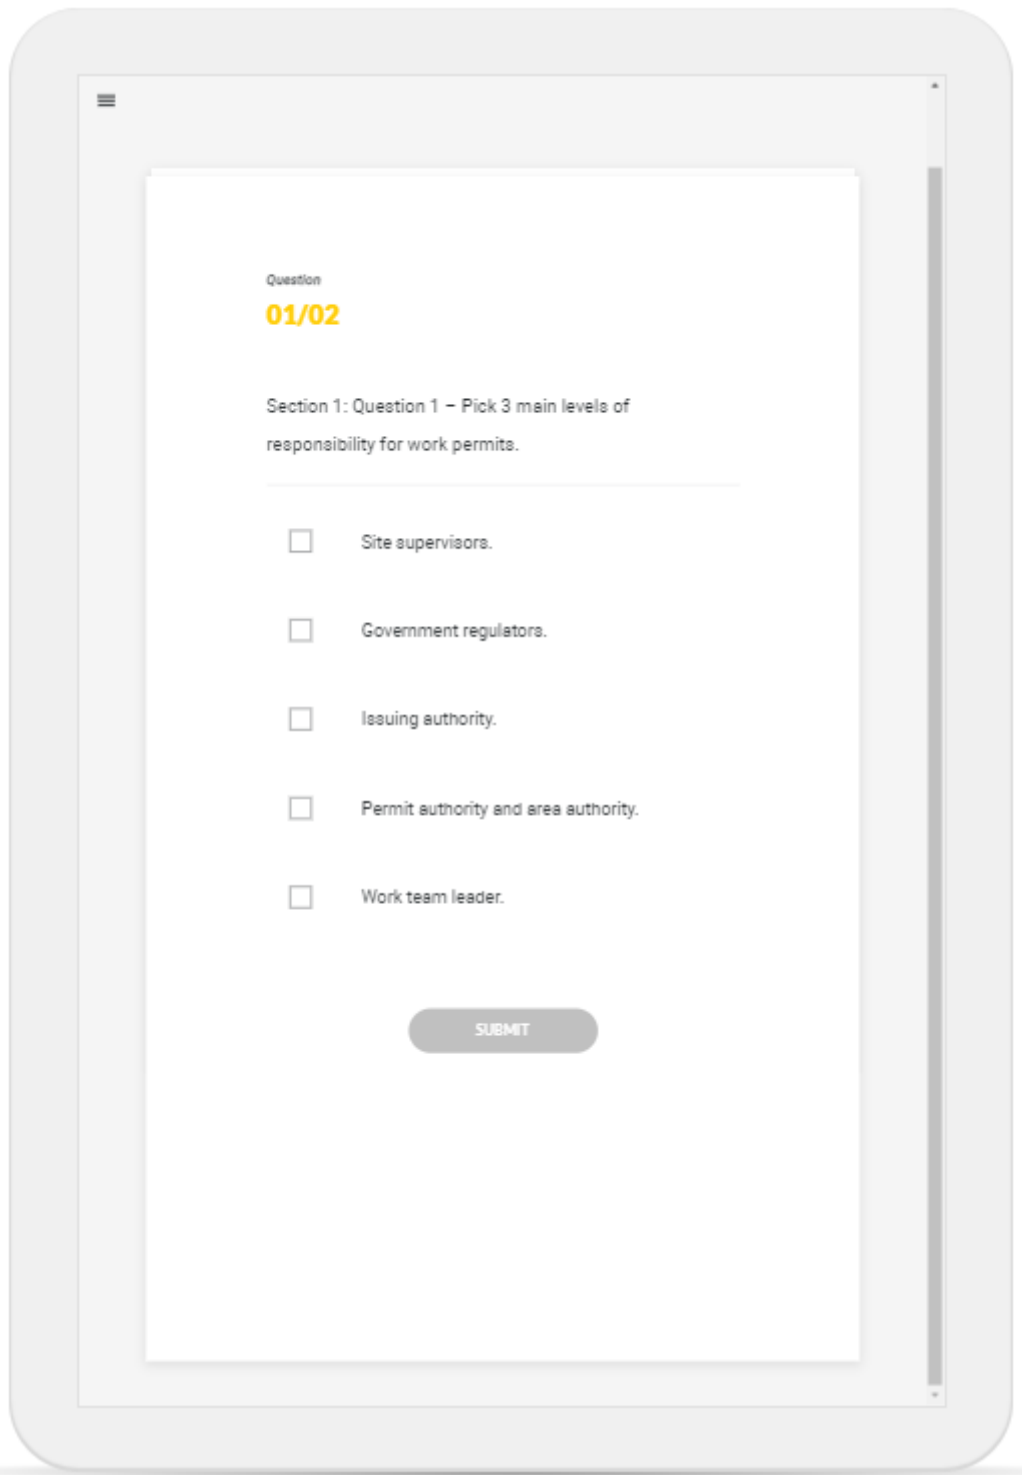 Question
01/02
Section 1: Question 1 – Pick 3 main levels of
responsibility for work permits.
Site supervisors.
Government regulators.
Issuing authority.
Permit authority and area authority.
Work team leader.
SUBMIT